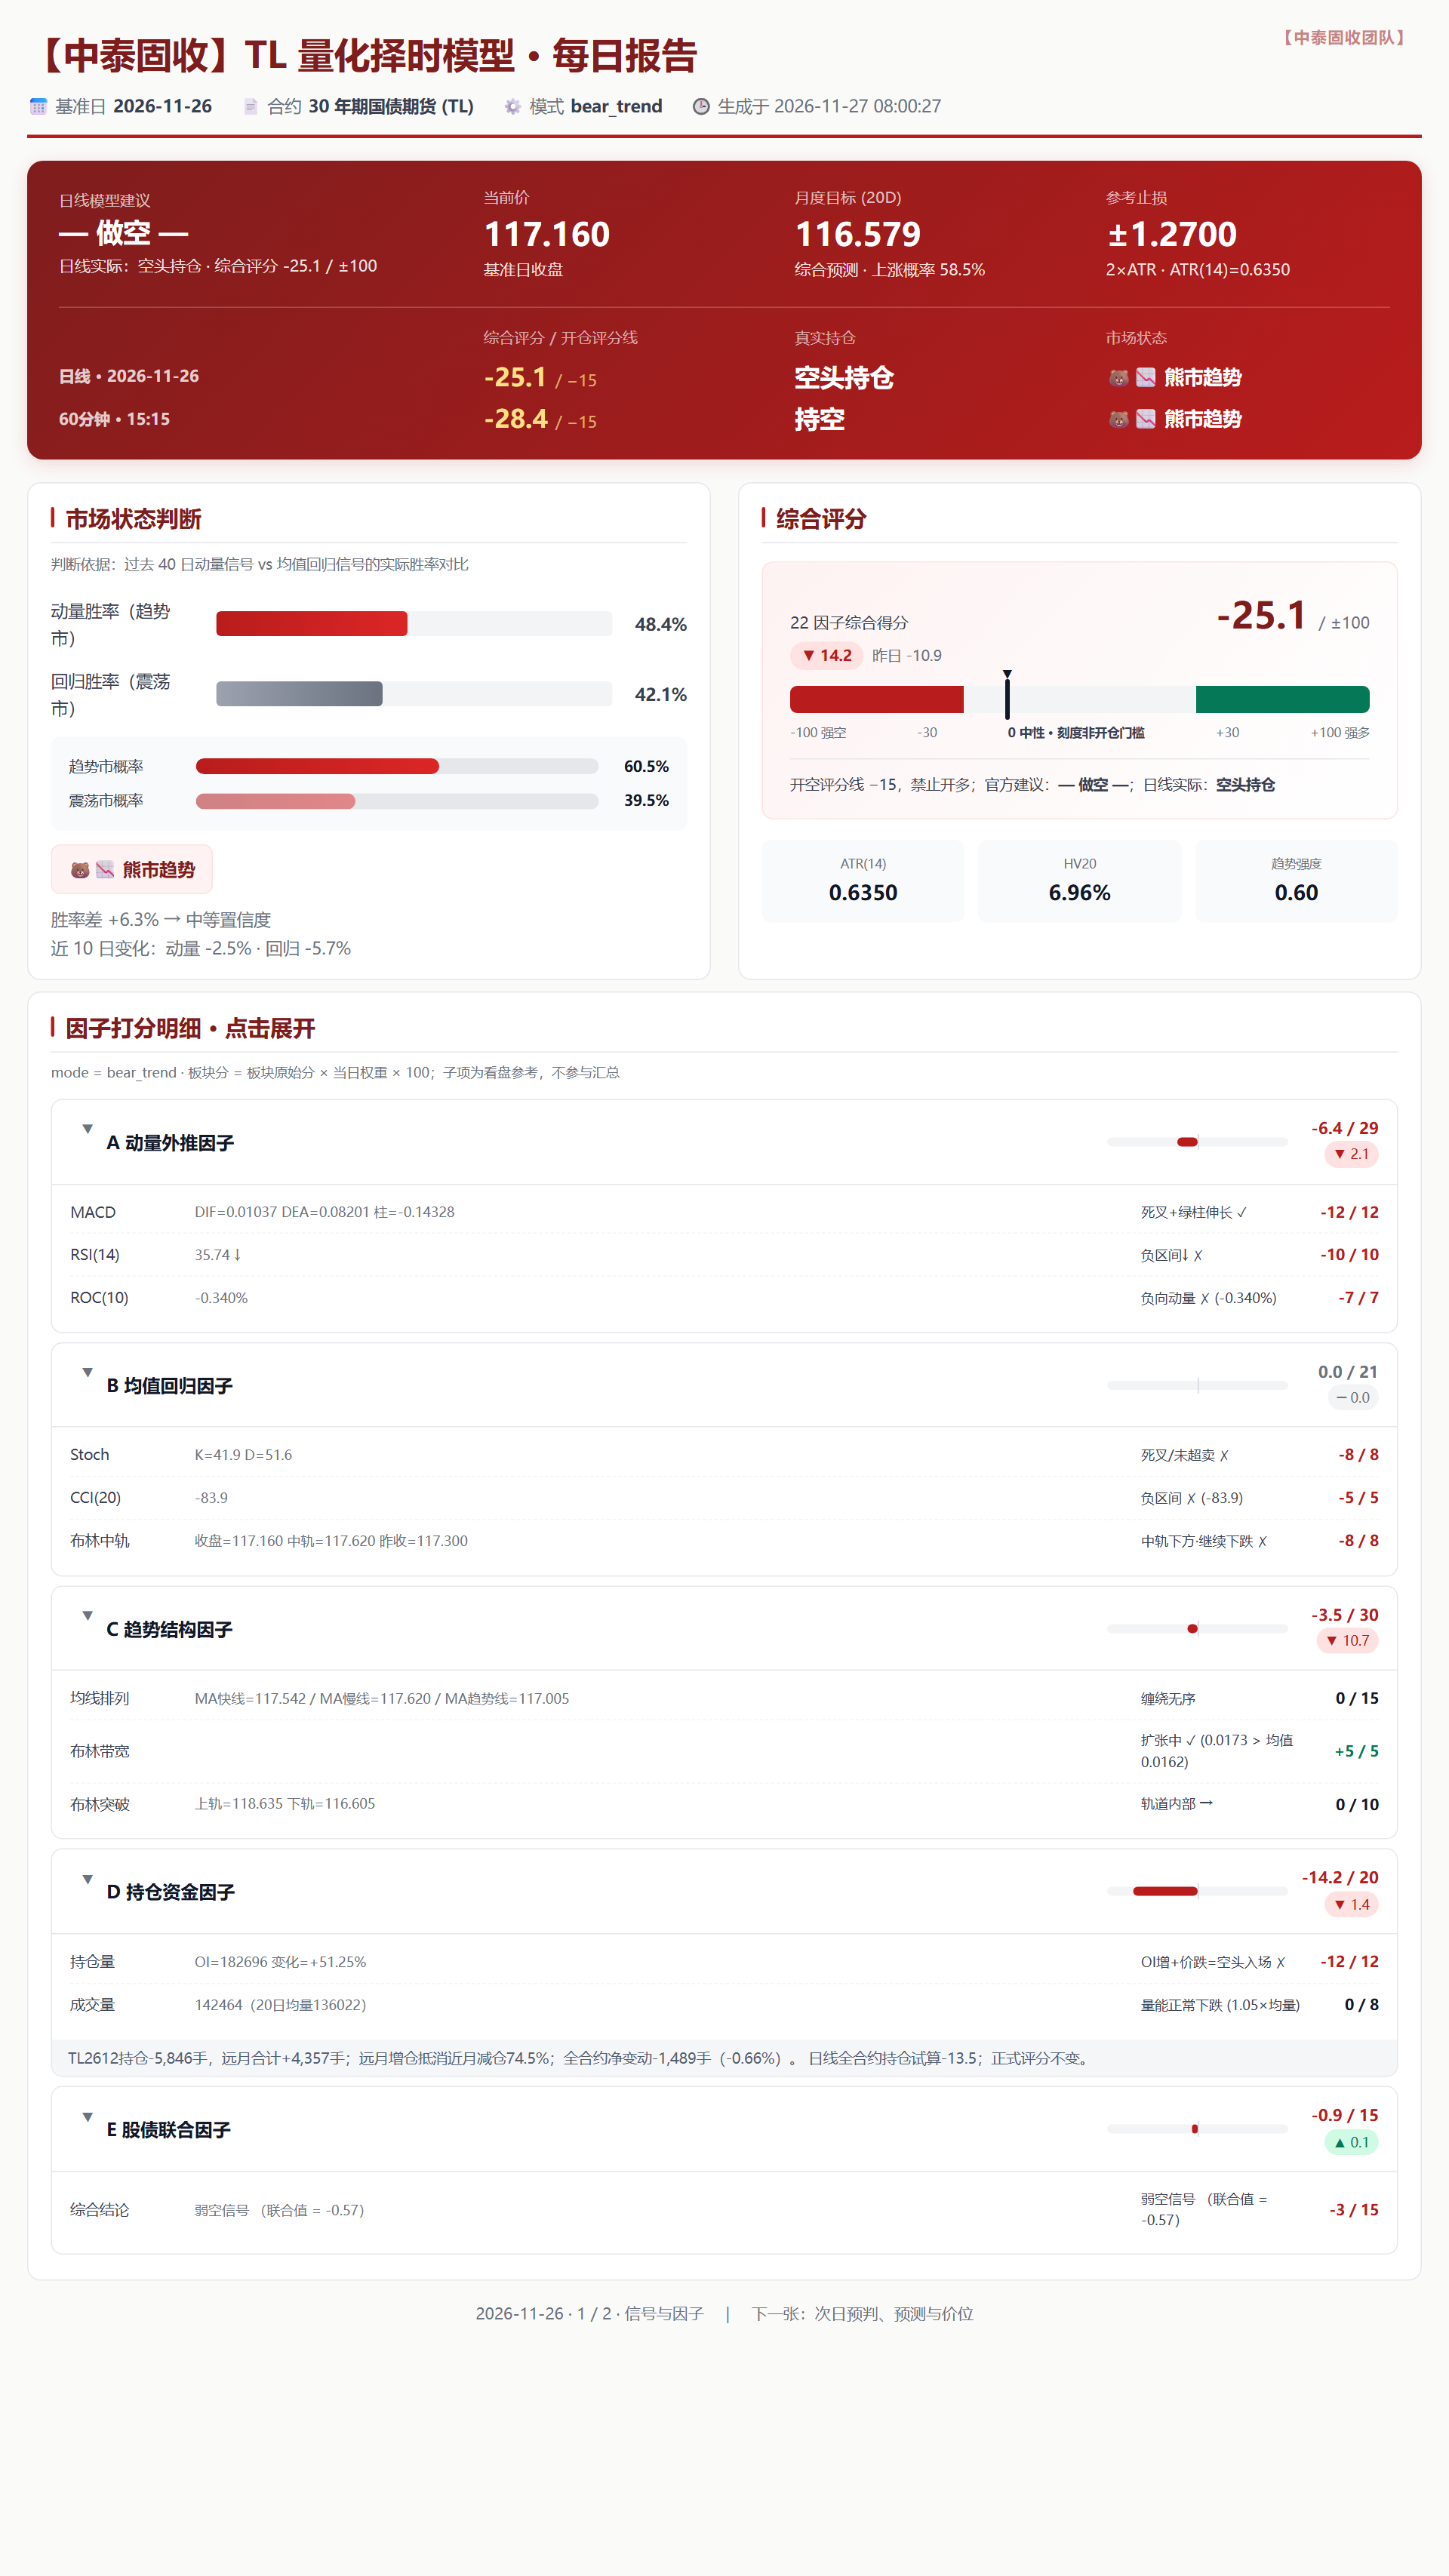 【中泰固收】TL 量化择时模型 • 每日报告
【中泰固收团队】
基准日 2026-11-26 合约 30 年期国债期货 (TL) 模式 bear_trend 生成于 2026-11-27 08:00:27
日线模型建议
— 做空 —
日线实际：空头持仓 · 综合评分 -25.1 / ±100
当前价
117.160
基准日收盘
月度目标 (20D)
116.579
综合预测 · 上涨概率 58.5%
参考止损
±1.2700
2×ATR · ATR(14)=0.6350
综合评分 / 开仓评分线 真实持仓 市场状态
日线 • 2026-11-26 -25.1 / −15 空头持仓 熊市趋势
60分钟 • 15:15 -28.4 / −15 持空 熊市趋势
市场状态判断
判断依据：过去 40 日动量信号 vs 均值回归信号的实际胜率对比
动量胜率（趋势
市）
48.4%
回归胜率（震荡
市）
42.1%
趋势市概率 60.5%
震荡市概率 39.5%
熊市趋势
胜率差 +6.3% → 中等置信度
近 10 日变化：动量 -2.5% · 回归 -5.7%
综合评分
22 因子综合得分 -25.1 / ±100
▼ 14.2 昨日 -10.9
▼
-100 强空 -30 0 中性 • 刻度非开仓门槛 +30 +100 强多
开空评分线 −15，禁止开多；官方建议：— 做空 —；日线实际：空头持仓
ATR(14)
0.6350
HV20
6.96%
趋势强度
0.60
因子打分明细 • 点击展开
mode = bear_trend · 板块分 = 板块原始分 × 当日权重 × 100；子项为看盘参考，不参与汇总
▼ A 动量外推因子 -6.4 / 29
▼ 2.1
MACD DIF=0.01037 DEA=0.08201 柱=-0.14328 死叉+绿柱伸长 ✓ -12 / 12
RSI(14) 35.74 ↓ 负区间↓ ✗ -10 / 10
ROC(10) -0.340% 负向动量 ✗ (-0.340%) -7 / 7
▼ B 均值回归因子 0.0 / 21
— 0.0
Stoch K=41.9 D=51.6 死叉/未超卖 ✗ -8 / 8
CCI(20) -83.9 负区间 ✗ (-83.9) -5 / 5
布林中轨 收盘=117.160 中轨=117.620 昨收=117.300 中轨下方·继续下跌 ✗ -8 / 8
▼ C 趋势结构因子 -3.5 / 30
▼ 10.7
均线排列 MA快线=117.542 / MA慢线=117.620 / MA趋势线=117.005 缠绕无序 0 / 15
布林带宽 扩张中 ✓ (0.0173 > 均值
0.0162) +5 / 5
布林突破 上轨=118.635 下轨=116.605 轨道内部 → 0 / 10
▼ D 持仓资金因子 -14.2 / 20
▼ 1.4
持仓量 OI=182696 变化=+51.25% OI增+价跌=空头入场 ✗ -12 / 12
成交量 142464（20日均量136022） 量能正常下跌 (1.05×均量) 0 / 8
TL2612持仓-5,846手，远月合计+4,357手；远月增仓抵消近月减仓74.5%；全合约净变动-1,489手（-0.66%）。 日线全合约持仓试算-13.5；正式评分不变。
▼ E 股债联合因子 -0.9 / 15
▲ 0.1
综合结论 弱空信号 （联合值 = -0.57） 弱空信号 （联合值 =
-0.57） -3 / 15
2026-11-26 · 1 / 2 · 信号与因子 | 下一张：次日预判、预测与价位